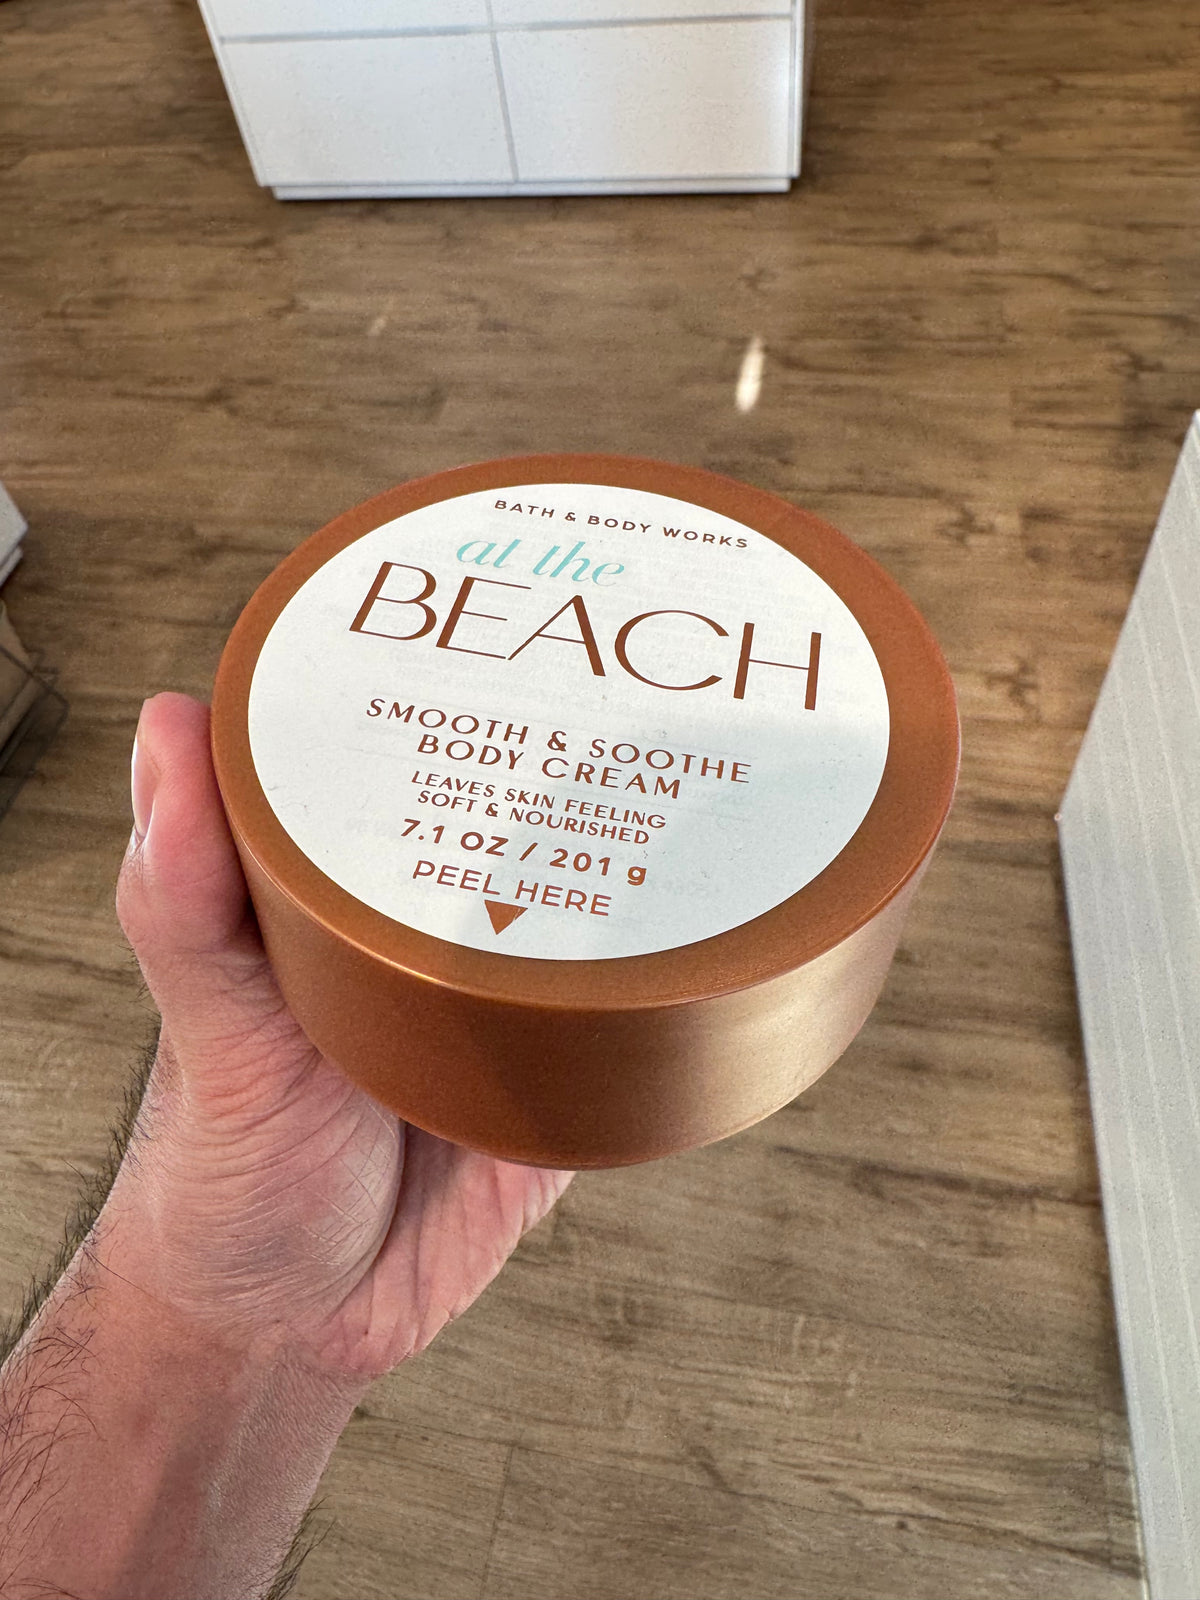 BATH & BODY WORKS
at the
BEACH
SMOOTH & SOOTHE
BODY CREAM
LEAVES SKIN FEELING
SOFT & NOURISHED
7.1 OZ / 201 g
PEEL HERE